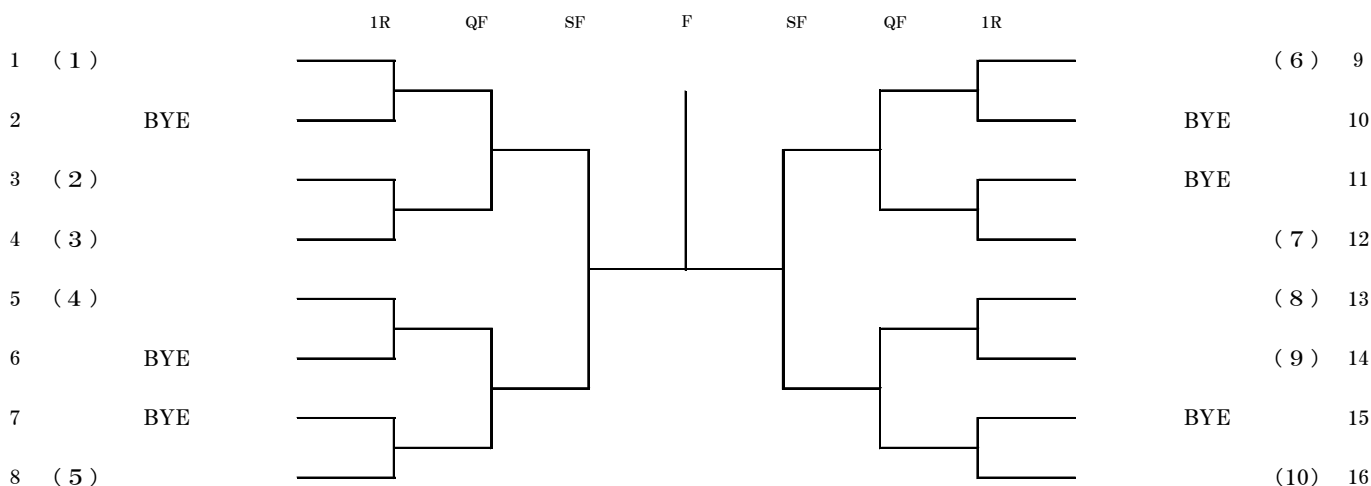 1R QF SF F SF QF 1R
1 (1) (6) 9
2 BYE BYE 10
3 (2) BYE 11
4 (3) (7) 12
5 (4) (8) 13
6 BYE (9) 14
7 BYE BYE 15
8 (5) (10) 16